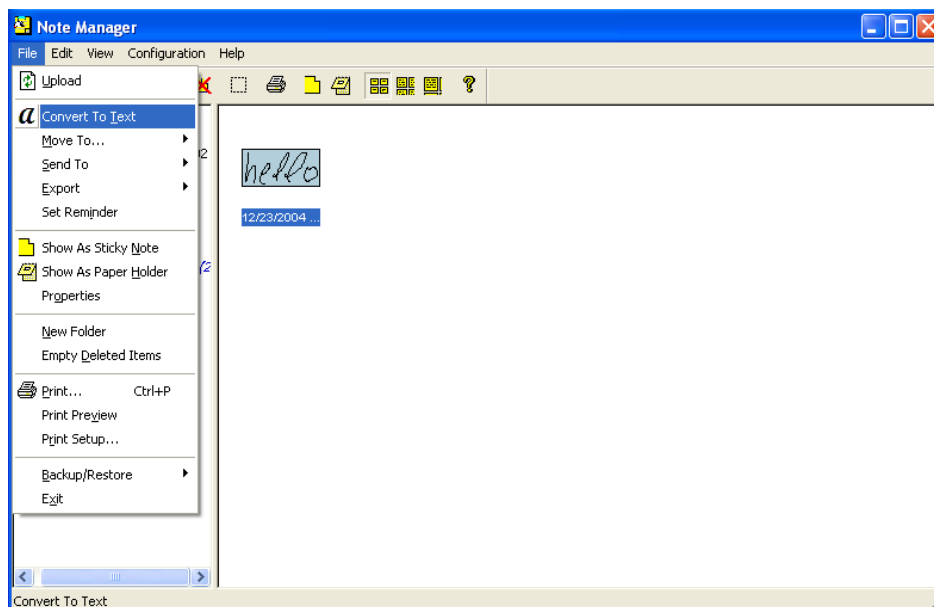 Note Manager
File Edit View Configuration Help
Upload
Convert To Text
Move To...
02
Send To
Export
Set Reminder
hello
12/23/2004 ...
Show As Sticky Note
Show As Paper Holder
(2
Properties
New Folder
Empty Deleted Items
Print... Ctrl+P
Print Preview
Print Setup...
Backup/Restore
Exit
Convert To Text